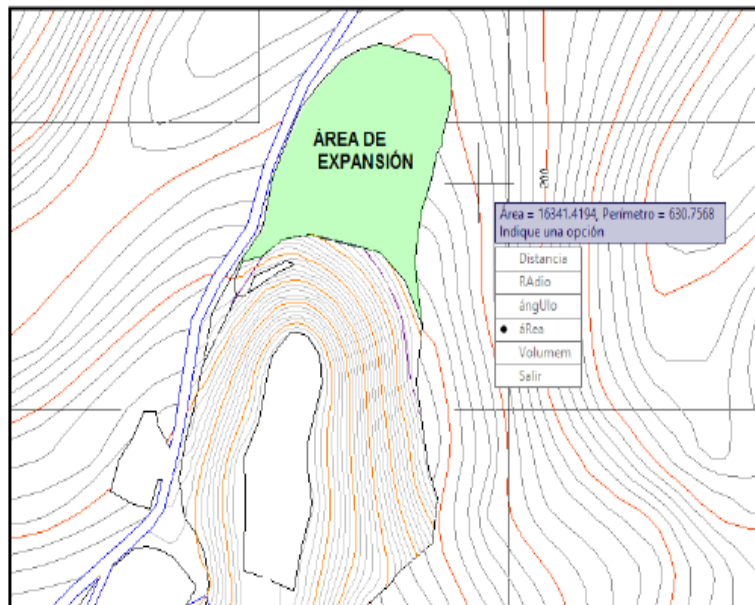 ÁREA DE
EXPANSIÓN
Área = 16341.4194, Perímetro = 630.7568
Indique una opción
Distancia
RAdio
ángUlo
áRea
Volumem
Salir